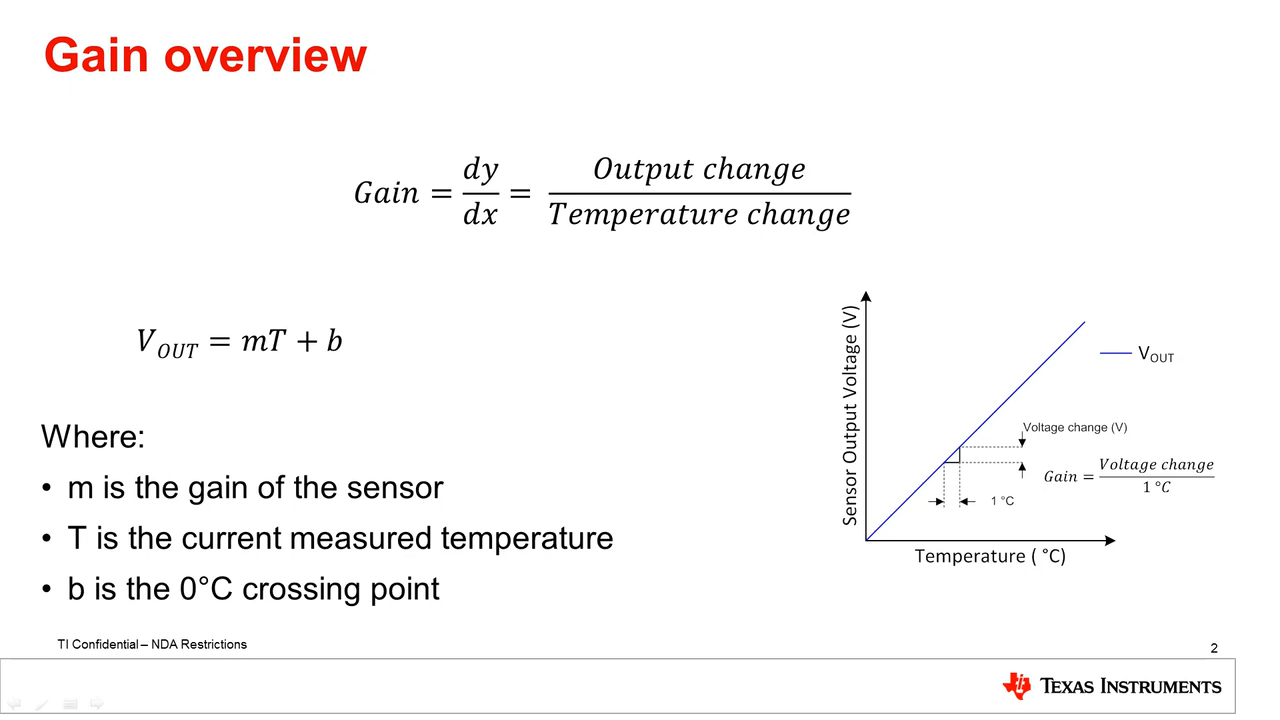 Gain overview
Gain = dy/dx = Output change/Temperature change
V_OUT = mT + b
Where:
• m is the gain of the sensor
• T is the current measured temperature
• b is the 0°C crossing point
Sensor Output Voltage (V)
V_OUT
Voltage change (V)
Gain = Voltage change/1 °C
1 °C
Temperature ( °C)
TI Confidential – NDA Restrictions
2
TEXAS INSTRUMENTS